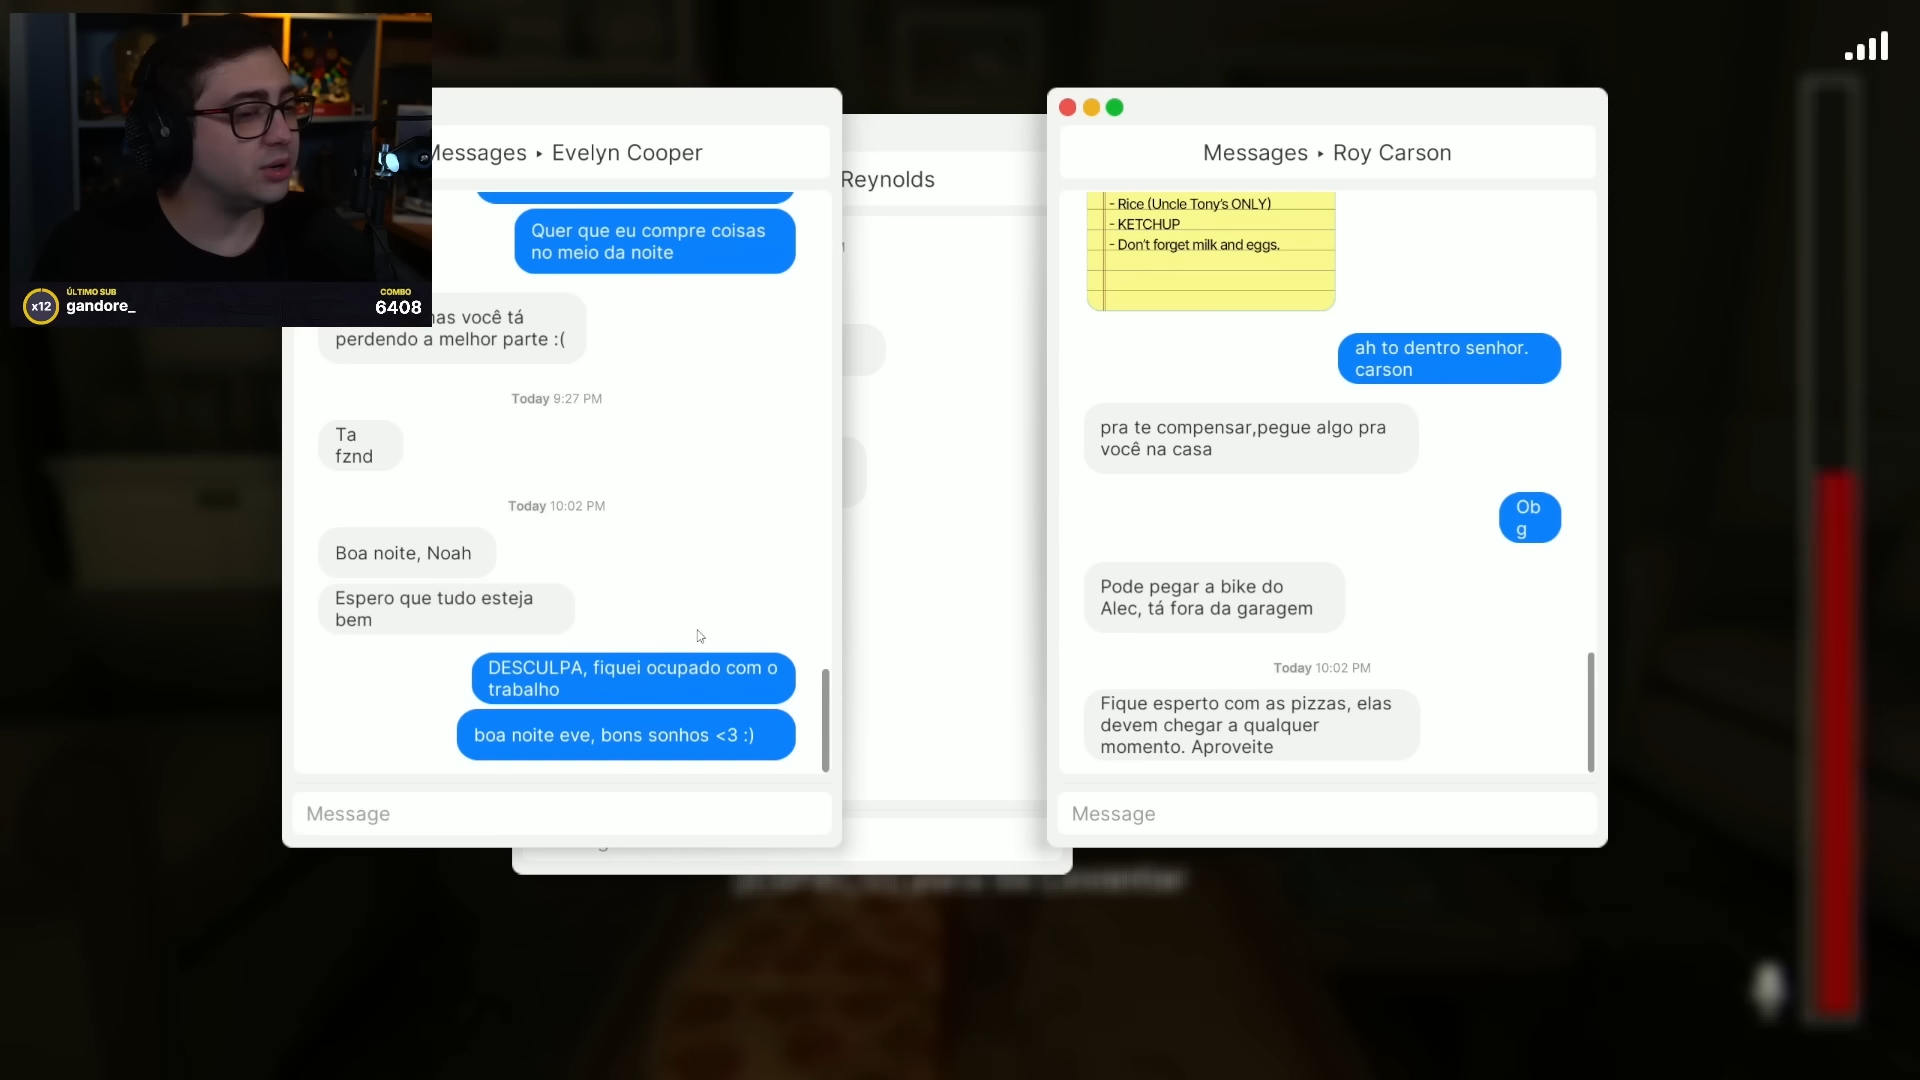 ÚLTIMO SUB
x12
gandore_
COMBO
6408
Messages ▸ Evelyn Cooper
Quer que eu compre coisas
no meio da noite
você tá
perdendo a melhor parte :(
Today 9:27 PM
Ta
fznd
Today 10:02 PM
Boa noite, Noah
Espero que tudo esteja
bem
DESCULPA, fiquei ocupado com o
trabalho
boa noite eve, bons sonhos <3 :)
Message
Reynolds
Messages ▸ Roy Carson
- Rice (Uncle Tony's ONLY)
- KETCHUP
- Don't forget milk and eggs.
ah to dentro senhor.
carson
pra te compensar,pegue algo pra
você na casa
Ob
g
Pode pegar a bike do
Alec, tá fora da garagem
Today 10:02 PM
Fique esperto com as pizzas, elas
devem chegar a qualquer
momento. Aproveite
Message